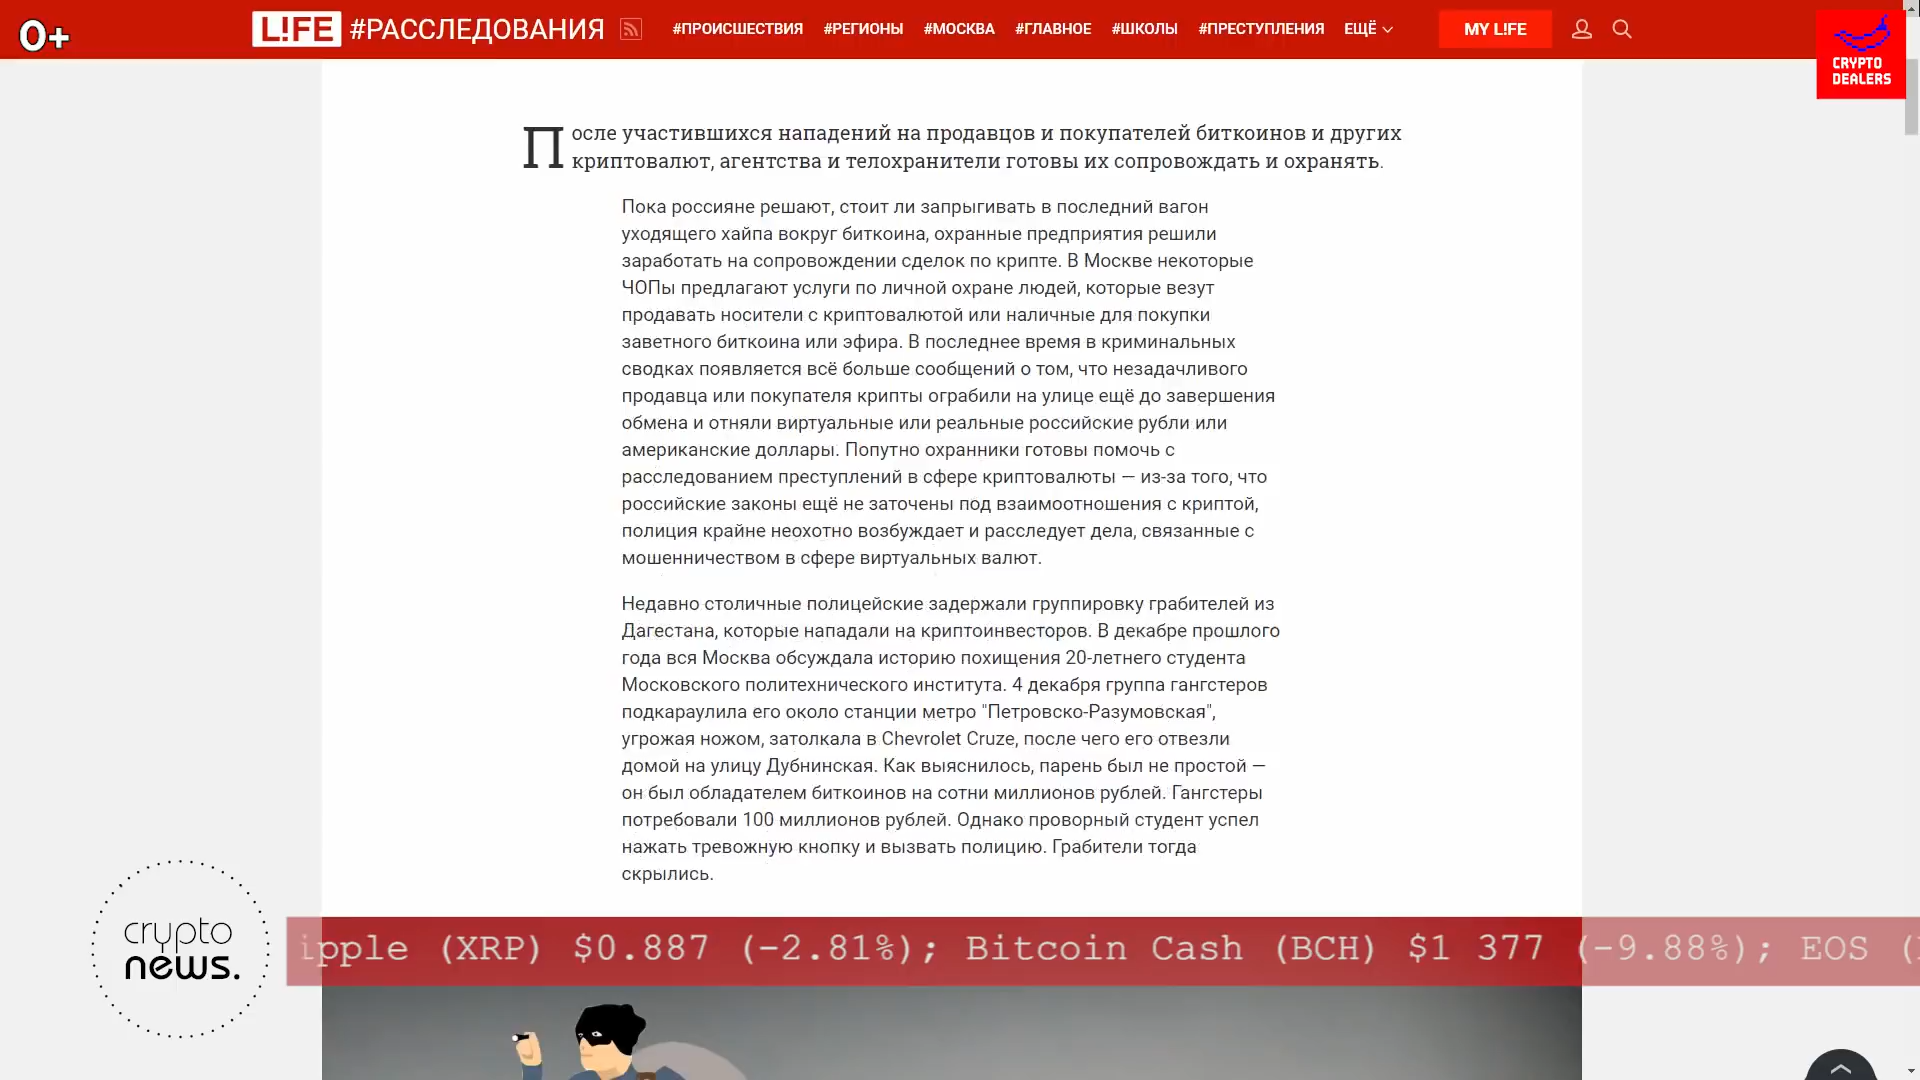 0+
L!FE #РАССЛЕДОВАНИЯ #ПРОИСШЕСТВИЯ #РЕГИОНЫ #МОСКВА #ГЛАВНОЕ #ШКОЛЫ #ПРЕСТУПЛЕНИЯ ЕЩЁ MY L!FE
CRYPTO
DEALERS
После участившихся нападений на продавцов и покупателей биткоинов и других
криптовалют, агентства и телохранители готовы их сопровождать и охранять.
Пока россияне решают, стоит ли запрыгивать в последний вагон
уходящего хайпа вокруг биткоина, охранные предприятия решили
заработать на сопровождении сделок по крипте. В Москве некоторые
ЧОПы предлагают услуги по личной охране людей, которые везут
продавать носители с криптовалютой или наличные для покупки
заветного биткоина или эфира. В последнее время в криминальных
сводках появляется всё больше сообщений о том, что незадачливого
продавца или покупателя крипты ограбили на улице ещё до завершения
обмена и отняли виртуальные или реальные российские рубли или
американские доллары. Попутно охранники готовы помочь с
расследованием преступлений в сфере криптовалюты — из-за того, что
российские законы ещё не заточены под взаимоотношения с криптой,
полиция крайне неохотно возбуждает и расследует дела, связанные с
мошенничеством в сфере виртуальных валют.
Недавно столичные полицейские задержали группировку грабителей из
Дагестана, которые нападали на криптоинвесторов. В декабре прошлого
года вся Москва обсуждала историю похищения 20-летнего студента
Московского политехнического института. 4 декабря группа гангстеров
подкараулила его около станции метро "Петровско-Разумовская",
угрожая ножом, затолкала в Chevrolet Cruze, после чего его отвезли
домой на улицу Дубнинская. Как выяснилось, парень был не простой —
он был обладателем биткоинов на сотни миллионов рублей. Гангстеры
потребовали 100 миллионов рублей. Однако проворный студент успел
нажать тревожную кнопку и вызвать полицию. Грабители тогда
скрылись.
crypto
news.
ipple (XRP) $0.887 (-2.81%); Bitcoin Cash (BCH) $1 377 (-9.88%); EOS (